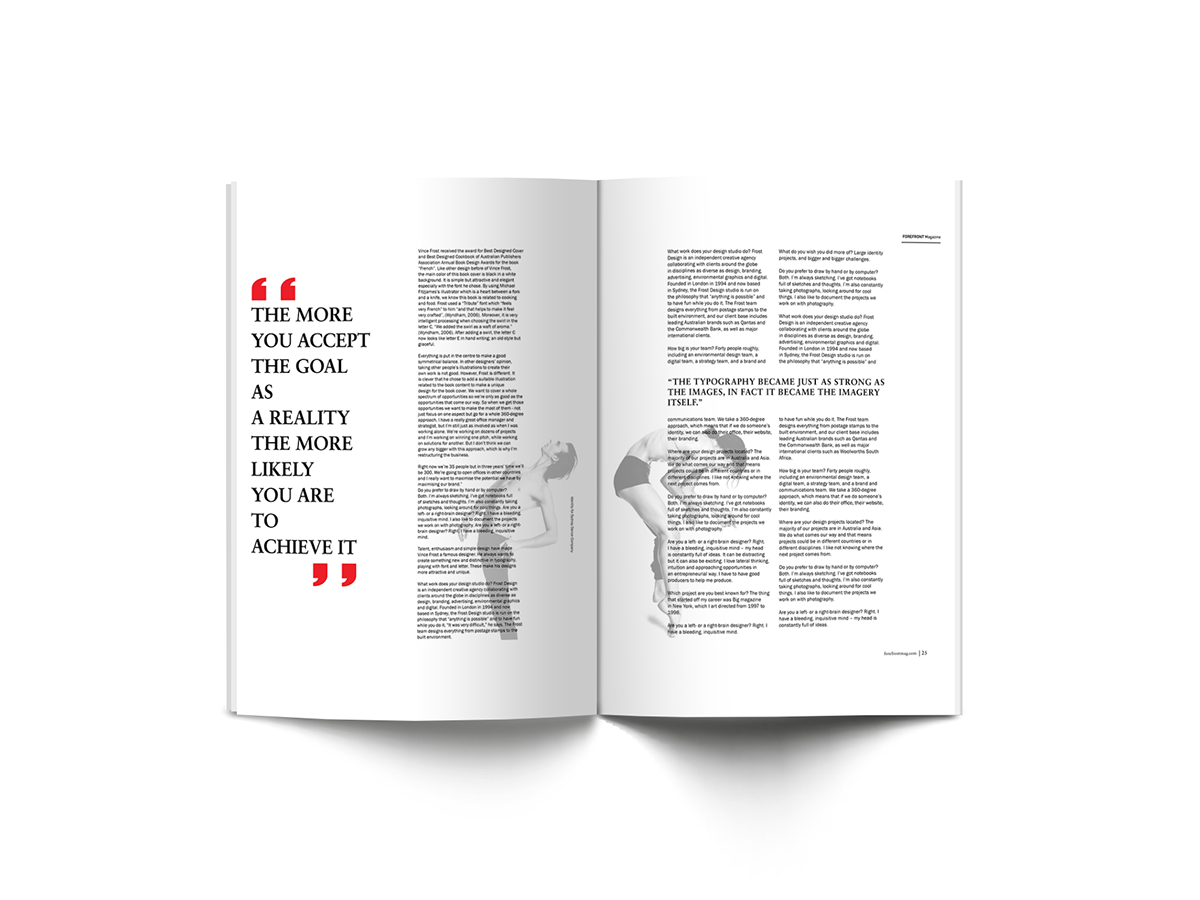 THE MORE
YOU ACCEPT
THE GOAL
AS
A REALITY
THE MORE
LIKELY
YOU ARE
TO
ACHIEVE IT
Vince Frost received the award for Best Designed Cover
and Best Designed Cookbook of Australian Publishers
Association Annual Book Design Awards for the book
"French". Like other design before of Vince Frost,
the main color of this book cover is black in a white
background. It is simple but attractive and elegant
especially with the font he chose. By using Michael
Fitzjames's illustrator which is a heart between a fork
and a knife, we know this book is related to cooking
and food. Frost used a "Tribute" font which "feels
very French" to him "and that helps to make it feel
very crafted", (Wyndham, 2006). Moreover, it is very
intelligent processing when choosing the swirl in the
letter C. "We added the swirl as a waft of aroma."
(Wyndham, 2006). After adding a swirl, the letter C
now looks like letter E in hand writing, an old style but
graceful.
Everything is put in the centre to make a good
symmetrical balance. In other designers' opinion,
taking other people's illustrations to create their
own work is not good. However, Frost is different. It
is clever that he chose to add a suitable illustration
related to the book content to make a unique
design for the book cover. We want to cover a whole
spectrum of opportunities so we're only as good as the
opportunities that come our way. So when we get those
opportunities we want to make the most of them - not
just focus on one aspect but go for a whole 360-degree
approach. I have a really great office manager and
strategist, but I'm still just as involved as when I was
working alone. We're working on dozens of projects
and I'm working on winning one pitch, while working
on solutions for another. But I don't think we can
grow any bigger with this approach, which is why I'm
restructuring the business.
Right now we're 35 people but in three years' time we'll
be 300. We're going to open offices in other countries
and I really want to maximise the potential we have by
maximising our brand."
Do you prefer to draw by hand or by computer?
Both. I'm always sketching. I've got notebooks full
of sketches and thoughts. I'm also constantly taking
photographs, looking around for cool things. Are you a
left- or a right-brain designer? Right. I have a bleeding,
inquisitive mind. I also like to document the projects
we work on with photography. Are you a left- or a right-
brain designer? Right. I have a bleeding, inquisitive
mind.
Talent, enthusiasm and simple design have made
Vince Frost a famous designer. He always wants to
create something new and distinctive in typography,
playing with font and letter. These make his designs
more attractive and unique.
What work does your design studio do? Frost Design
is an independent creative agency collaborating with
clients around the globe in disciplines as diverse as
design, branding, advertising, environmental graphics
and digital. Founded in London in 1994 and now
based in Sydney, the Frost Design studio is run on the
philosophy that "anything is possible" and to have fun
while you do it. "It was very difficult," he says. The Frost
team designs everything from postage stamps to the
built environment.
Identity for Sydney Dance Company
FOREFRONT Magazine
What work does your design studio do? Frost
Design is an independent creative agency
collaborating with clients around the globe
in disciplines as diverse as design, branding,
advertising, environmental graphics and digital.
Founded in London in 1994 and now based
in Sydney, the Frost Design studio is run on
the philosophy that "anything is possible" and
to have fun while you do it. The Frost team
designs everything from postage stamps to the
built environment, and our client base includes
leading Australian brands such as Qantas and
the Commonwealth Bank, as well as major
international clients.
How big is your team? Forty people roughly,
including an environmental design team, a
digital team, a strategy team, and a brand and
What do you wish you did more of? Large identity
projects, and bigger and bigger challenges.
Do you prefer to draw by hand or by computer?
Both. I'm always sketching, I've got notebooks
full of sketches and thoughts. I'm also constantly
taking photographs, looking around for cool
things. I also like to document the projects we
work on with photography.
What work does your design studio do? Frost
Design is an independent creative agency
collaborating with clients around the globe
in disciplines as diverse as design, branding,
advertising, environmental graphics and digital.
Founded in London in 1994 and now based
in Sydney, the Frost Design studio is run on
the philosophy that "anything is possible" and
“THE TYPOGRAPHY BECAME JUST AS STRONG AS
THE IMAGES, IN FACT IT BECAME THE IMAGERY
ITSELF.”
communications team. We take a 360-degree
approach, which means that if we do someone's
identity, we can also do their office, their website,
their branding.
Where are your design projects located? The
majority of our projects are in Australia and Asia.
We do what comes our way and that means
projects could be in different countries or in
different disciplines. I like not knowing where the
next project comes from.
Do you prefer to draw by hand or by computer?
Both. I'm always sketching, I've got notebooks
full of sketches and thoughts. I'm also constantly
taking photographs, looking around for cool
things. I also like to document the projects we
work on with photography.
Are you a left- or a right-brain designer? Right.
I have a bleeding, inquisitive mind – my head
is constantly full of ideas. It can be distracting
but it can also be exciting. I love lateral thinking,
intuition and approaching opportunities in
an entrepreneurial way. I have to have good
producers to help me produce.
Which project are you best known for? The thing
that started off my career was Big magazine
in New York, which I art directed from 1997 to
1998.
Are you a left- or a right-brain designer? Right. I
have a bleeding, inquisitive mind.
to have fun while you do it. The Frost team
designs everything from postage stamps to the
built environment, and our client base includes
leading Australian brands such as Qantas and
the Commonwealth Bank, as well as major
international clients such as Woolworths South
Africa.
How big is your team? Forty people roughly,
including an environmental design team, a
digital team, a strategy team, and a brand and
communications team. We take a 360-degree
approach, which means that if we do someone's
identity, we can also do their office, their website,
their branding.
Where are your design projects located? The
majority of our projects are in Australia and Asia.
We do what comes our way and that means
projects could be in different countries or in
different disciplines. I like not knowing where the
next project comes from.
Do you prefer to draw by hand or by computer?
Both. I'm always sketching, I've got notebooks
full of sketches and thoughts. I'm also constantly
taking photographs, looking around for cool
things. I also like to document the projects we
work on with photography.
Are you a left- or a right-brain designer? Right. I
have a bleeding, inquisitive mind – my head is
constantly full of ideas.
forefrontmag.com | 25